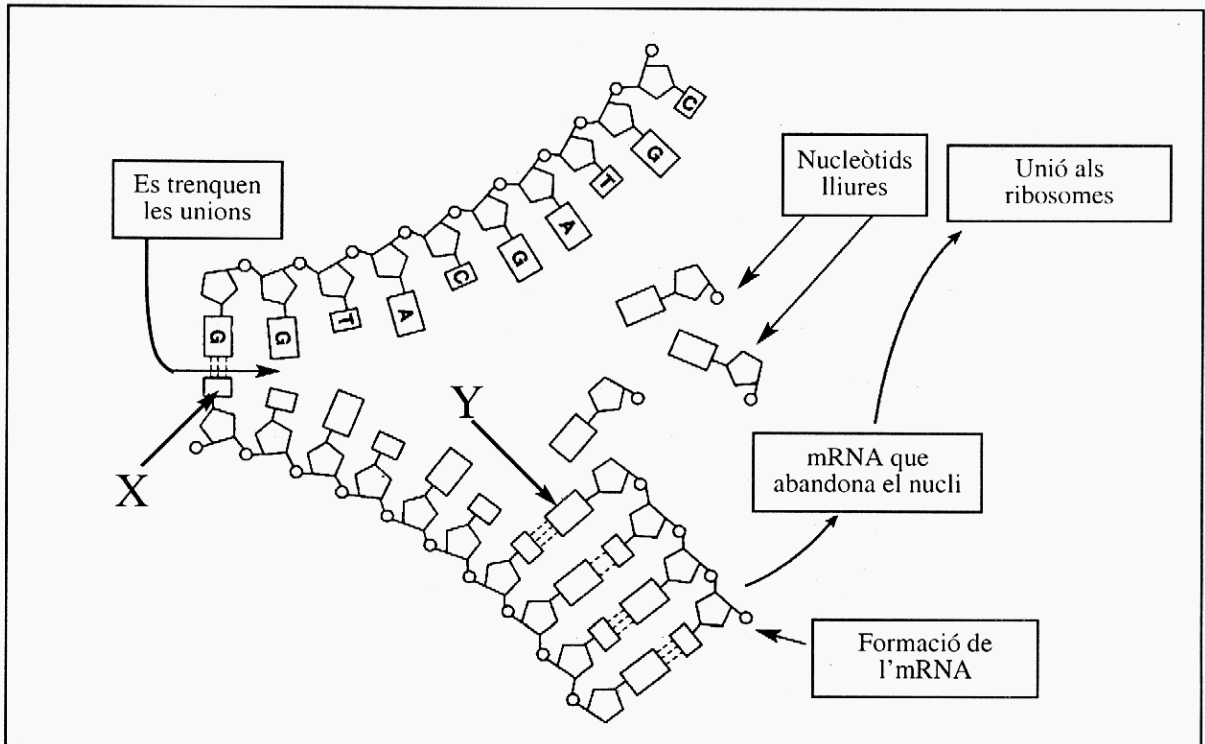 Es trenquen
les unions
Nucleòtids
lliures
Unió als
ribosomes
C
G
T
A
G
C
A
T
G
G
X
Y
mRNA que
abandona el nucli
Formació de
l'mRNA